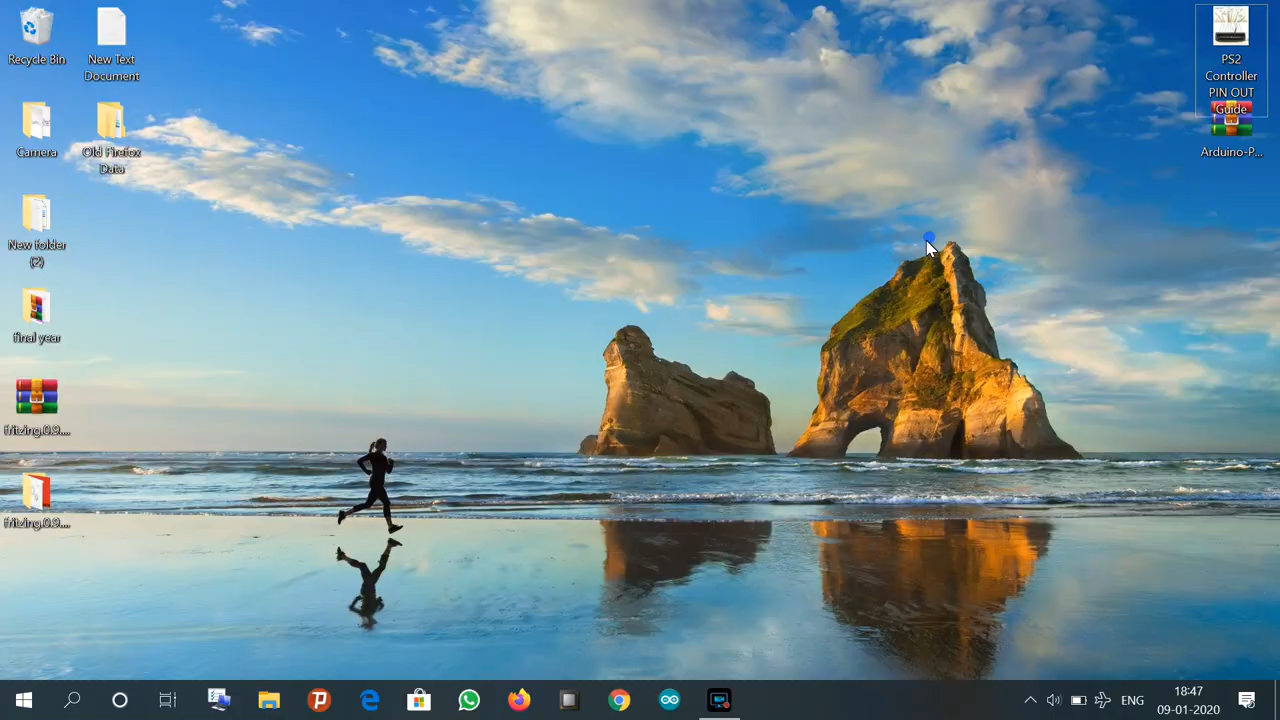 Recycle Bin
New Text
Document
Camera
Old Firefox
Data
New folder
(2)
final year
fritzing.0.9....
fritzing.0.9....
PS2
Controller
PIN OUT
Guide
Arduino-P...
ENG
18:47
09-01-2020